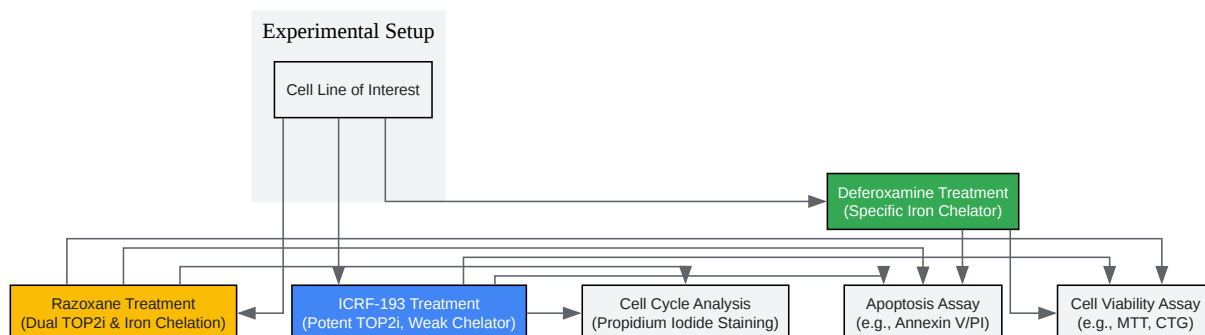 Experimental Setup
Cell Line of Interest
Deferoxamine Treatment
(Specific Iron Chelator)
Razoxane Treatment
(Dual TOP2i & Iron Chelation)
ICRF-193 Treatment
(Potent TOP2i, Weak Chelator)
Cell Cycle Analysis
(Propidium Iodide Staining)
Apoptosis Assay
(e.g., Annexin V/PI)
Cell Viability Assay
(e.g., MTT, CTG)